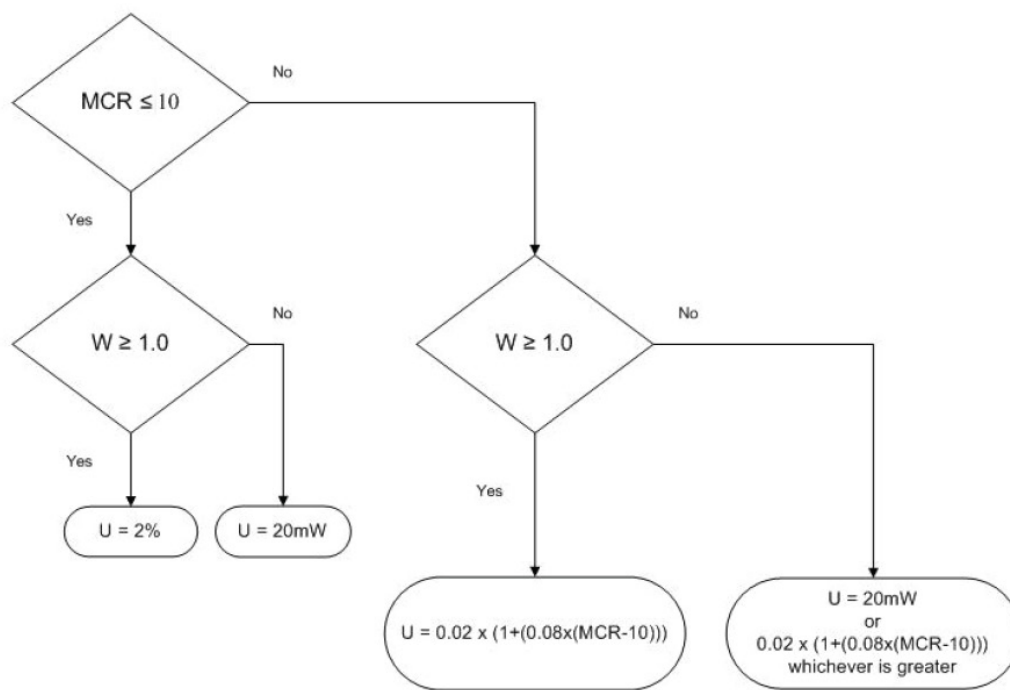 MCR ≤ 10
No
Yes
W ≥ 1.0
No
W ≥ 1.0
No
Yes
Yes
U = 2%
U = 20mW
U = 0.02 x (1+(0.08x(MCR-10)))
U = 20mW
or
0.02 x (1+(0.08x(MCR-10)))
whichever is greater